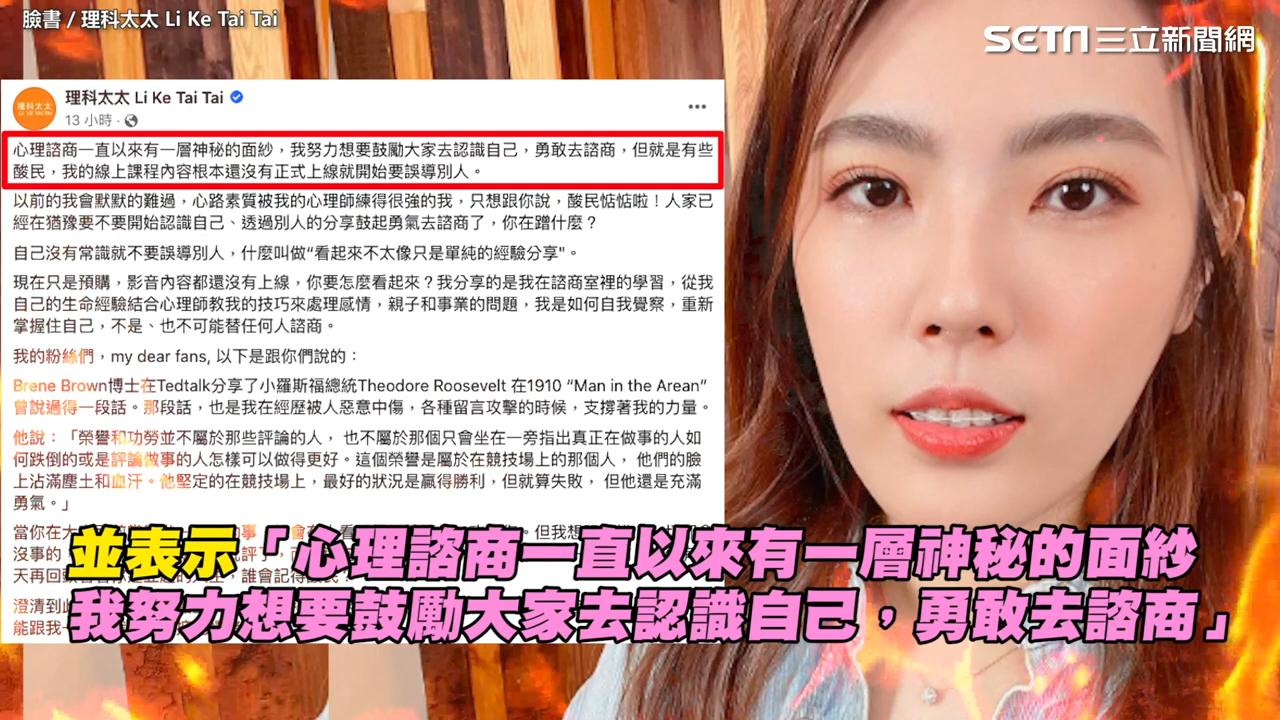 臉書 / 理科太太 Li Ke Tai Tai
SETN三立新聞網
理科太太
LI KE TAI TAI
理科太太 Li Ke Tai Tai
13 小時 ·
心理諮商一直以來有一層神秘的面紗，我努力想要鼓勵大家去認識自己，勇敢去諮商，但就是有些
酸民，我的線上課程內容根本還沒有正式上線就開始要誤導別人。
以前的我會默默的難過，心路素質被我的心理師練得很強的我，只想跟你說，酸民惦惦啦！人家已
經在猶豫要不要開始認識自己、透過別人的分享鼓起勇氣去諮商了，你在蹭什麼？
自己沒有常識就不要誤導別人，什麼叫做“看起來不太像只是單純的經驗分享"。
現在只是預購，影音內容都還沒有上線，你要怎麼看起來？我分享的是我在諮商室裡的學習，從我
自己的生命經驗結合心理師教我的技巧來處理感情，親子和事業的問題，我是如何自我覺察，重新
掌握住自己，不是、也不可能替任何人諮商。
我的粉絲們，my dear fans, 以下是跟你們說的：
Brene Brown博士在Tedtalk分享了小羅斯福總統Theodore Roosevelt 在1910 “Man in the Arean”
曾說過得一段話。那段話，也是我在經歷被人惡意中傷，各種留言攻擊的時候，支撐著我的力量。
他說：「榮譽和功勞並不屬於那些評論的人， 也不屬於那個只會坐在一旁指出真正在做事的人如
何跌倒的或是評論做事的人怎樣可以做得更好。這個榮譽是屬於在競技場上的那個人， 他們的臉
上沾滿塵土和血汗。他堅定的在競技場上，最好的狀況是贏得勝利，但就算失敗， 但他還是充滿
勇氣。」
當你在大
沒事的
天再回
澄清到此
能跟我一
並表示「心理諮商一直以來有一層神秘的面紗
我努力想要鼓勵大家去認識自己，勇敢去諮商」